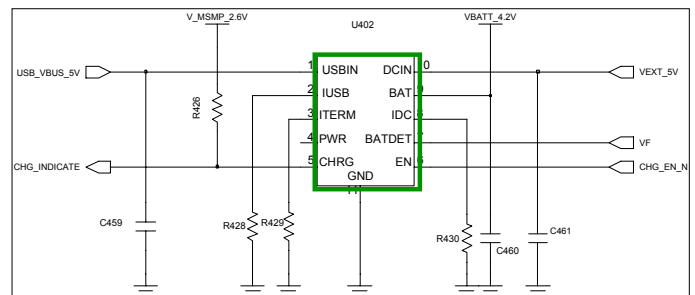 V_MSMP_2.6V
U402
VBATT_4.2V
USB_VBUS_5V
1 USBIN
DCIN 0
VEXT_5V
2 IUSB
BAT 9
R426
3 ITERM
IDC 8
4 PWR
BATDET 7
VF
CHG_INDICATE
5 CHRG
EN 6
CHG_EN_N
GND
C459
R428
R429
R430
C460
C461